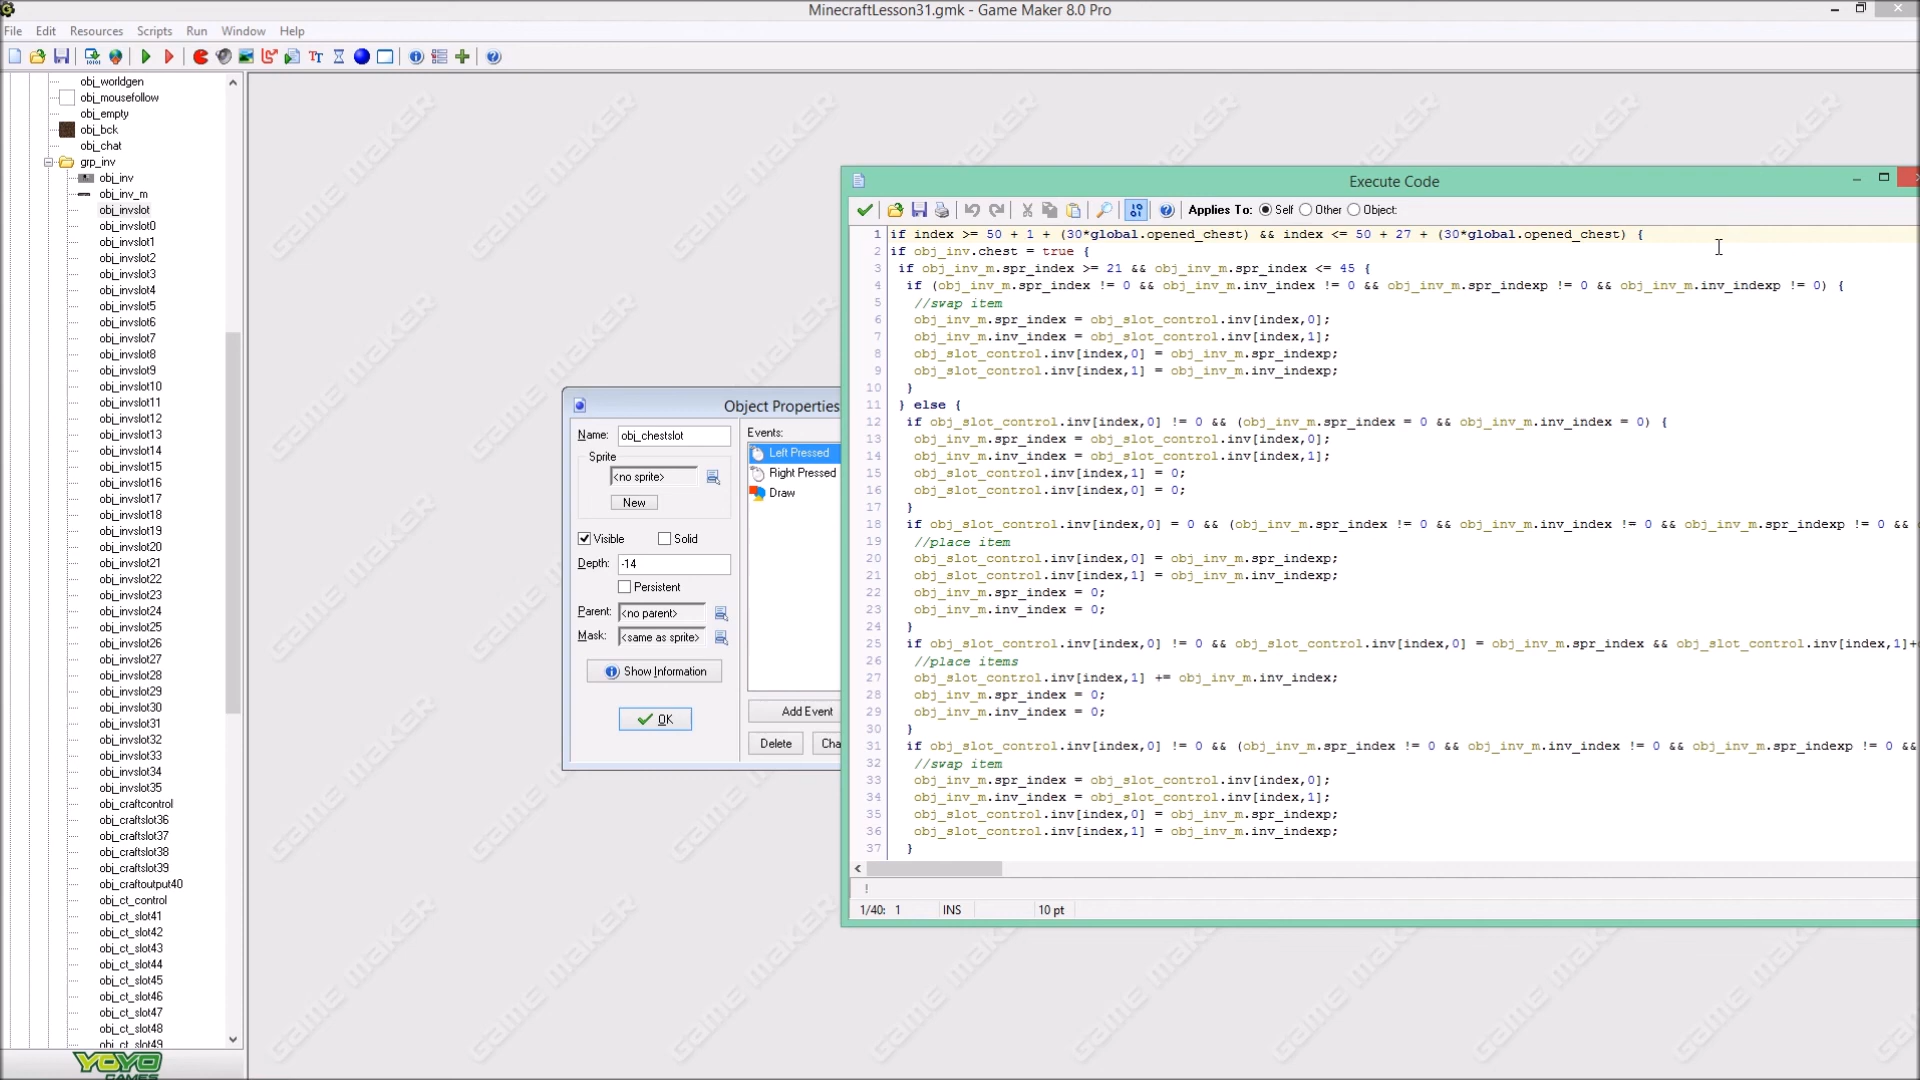 MinecraftLesson31.gmk - Game Maker 8.0 Pro
File Edit Resources Scripts Run Window Help
obj_worldgen
obj_mousefollow
obj_empty
obj_bck
obj_chat
grp_inv
obj_inv
obj_inv_m
obj_invslot
obj_invslot0
obj_invslot1
obj_invslot2
obj_invslot3
obj_invslot4
obj_invslot5
obj_invslot6
obj_invslot7
obj_invslot8
obj_invslot9
obj_invslot10
obj_invslot11
obj_invslot12
obj_invslot13
obj_invslot14
obj_invslot15
obj_invslot16
obj_invslot17
obj_invslot18
obj_invslot19
obj_invslot20
obj_invslot21
obj_invslot22
obj_invslot23
obj_invslot24
obj_invslot25
obj_invslot26
obj_invslot27
obj_invslot28
obj_invslot29
obj_invslot30
obj_invslot31
obj_invslot32
obj_invslot33
obj_invslot34
obj_invslot35
obj_craftcontrol
obj_craftslot36
obj_craftslot37
obj_craftslot38
obj_craftslot39
obj_craftoutput40
obj_ct_control
obj_ct_slot41
obj_ct_slot42
obj_ct_slot43
obj_ct_slot44
obj_ct_slot45
obj_ct_slot46
obj_ct_slot47
obj_ct_slot48
obj_ct_slot49
YOYO
GAMES
Object Properties
Name: obj_chestslot
Sprite
<no sprite>
New
Visible Solid
Depth: -14
Persistent
Parent: <no parent>
Mask: <same as sprite>
Show Information
OK
Events:
Left Pressed
Right Pressed
Draw
Add Event
Delete Cha
Execute Code
Applies To: Self Other Object:
1 if index >= 50 + 1 + (30*global.opened_chest) && index <= 50 + 27 + (30*global.opened_chest) {
2 if obj_inv.chest = true {
3 if obj_inv_m.spr_index >= 21 && obj_inv_m.spr_index <= 45 {
4 if (obj_inv_m.spr_index != 0 && obj_inv_m.inv_index != 0 && obj_inv_m.spr_indexp != 0 && obj_inv_m.inv_indexp != 0) {
5 //swap item
6 obj_inv_m.spr_index = obj_slot_control.inv[index,0];
7 obj_inv_m.inv_index = obj_slot_control.inv[index,1];
8 obj_slot_control.inv[index,0] = obj_inv_m.spr_indexp;
9 obj_slot_control.inv[index,1] = obj_inv_m.inv_indexp;
10 }
11 } else {
12 if obj_slot_control.inv[index,0] != 0 && (obj_inv_m.spr_index = 0 && obj_inv_m.inv_index = 0) {
13 obj_inv_m.spr_index = obj_slot_control.inv[index,0];
14 obj_inv_m.inv_index = obj_slot_control.inv[index,1];
15 obj_slot_control.inv[index,1] = 0;
16 obj_slot_control.inv[index,0] = 0;
17 }
18 if obj_slot_control.inv[index,0] = 0 && (obj_inv_m.spr_index != 0 && obj_inv_m.inv_index != 0 && obj_inv_m.spr_indexp != 0 &&
19 //place item
20 obj_slot_control.inv[index,0] = obj_inv_m.spr_indexp;
21 obj_slot_control.inv[index,1] = obj_inv_m.inv_indexp;
22 obj_inv_m.spr_index = 0;
23 obj_inv_m.inv_index = 0;
24 }
25 if obj_slot_control.inv[index,0] != 0 && obj_slot_control.inv[index,0] = obj_inv_m.spr_index && obj_slot_control.inv[index,1]+
26 //place items
27 obj_slot_control.inv[index,1] += obj_inv_m.inv_index;
28 obj_inv_m.spr_index = 0;
29 obj_inv_m.inv_index = 0;
30 }
31 if obj_slot_control.inv[index,0] != 0 && (obj_inv_m.spr_index != 0 && obj_inv_m.inv_index != 0 && obj_inv_m.spr_indexp != 0 &&
32 //swap item
33 obj_inv_m.spr_index = obj_slot_control.inv[index,0];
34 obj_inv_m.inv_index = obj_slot_control.inv[index,1];
35 obj_slot_control.inv[index,0] = obj_inv_m.spr_indexp;
36 obj_slot_control.inv[index,1] = obj_inv_m.inv_indexp;
37 }
!
1/40: 1 INS 10 pt